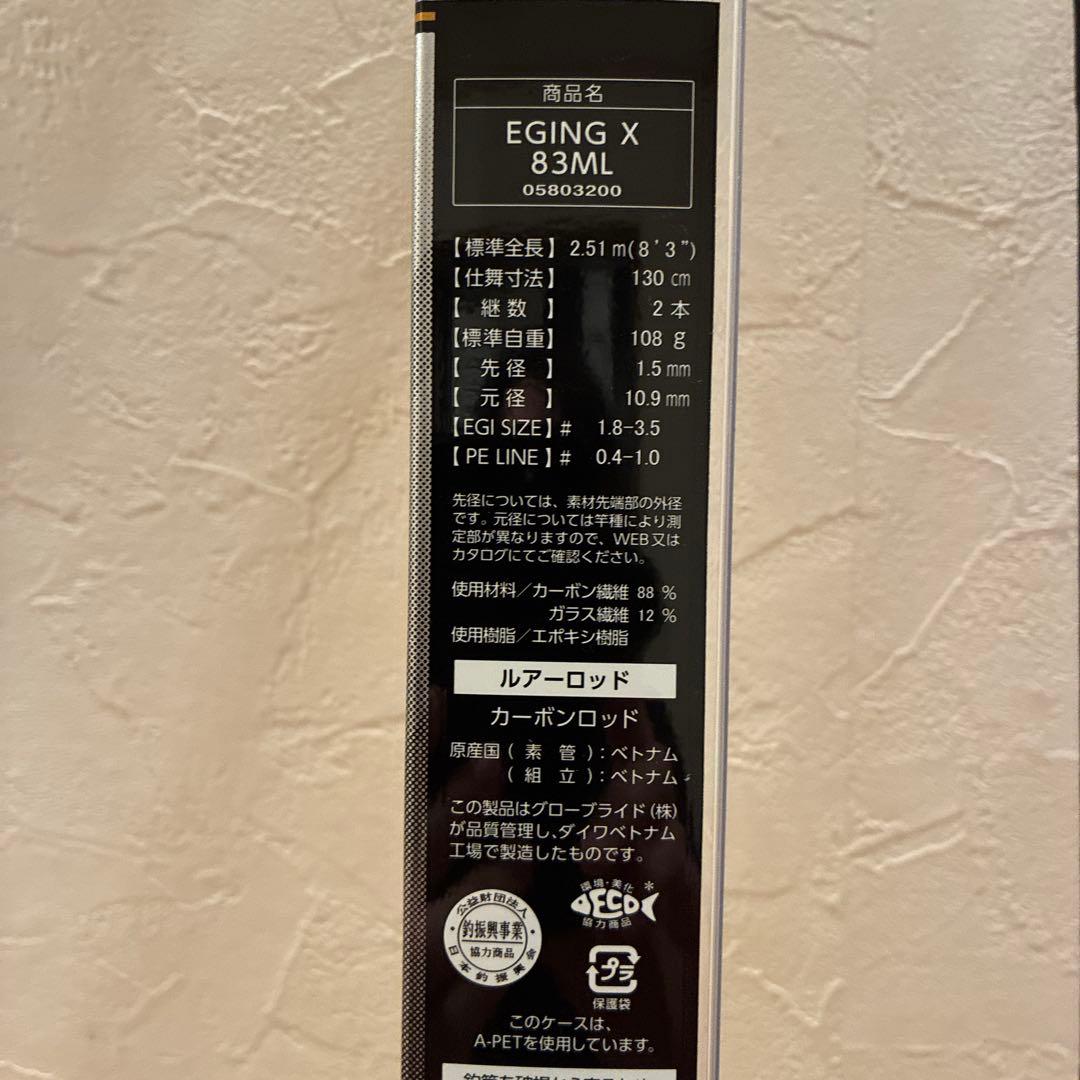 商品名
EGING X
83ML
05803200
【標準全長】 2.51 m(8'3")
【仕舞寸法】 130 cm
【 継数 】 2 本
【標準自重】 108 g
【 先径 】 1.5 mm
【 元径 】 10.9 mm
【EGI SIZE】# 1.8-3.5
【PE LINE】# 0.4-1.0
先径については、素材先端部の外径
です。元径については竿種により測
定部が異なりますので、WEB又は
カタログにてご確認ください。
使用材料/カーボン繊維 88 %
ガラス繊維 12 %
使用樹脂/エポキシ樹脂
ルアーロッド
カーボンロッド
原産国(素管):ベトナム
(組立):ベトナム
この製品はグローブライド(株)
が品質管理し、ダイワベトナム
工場で製造したものです。
公益財団法人
釣振興事業
協力商品
日本釣振興会
環境・美化
ECO
協力商品
プラ
保護袋
このケースは、
A-PETを使用しています。